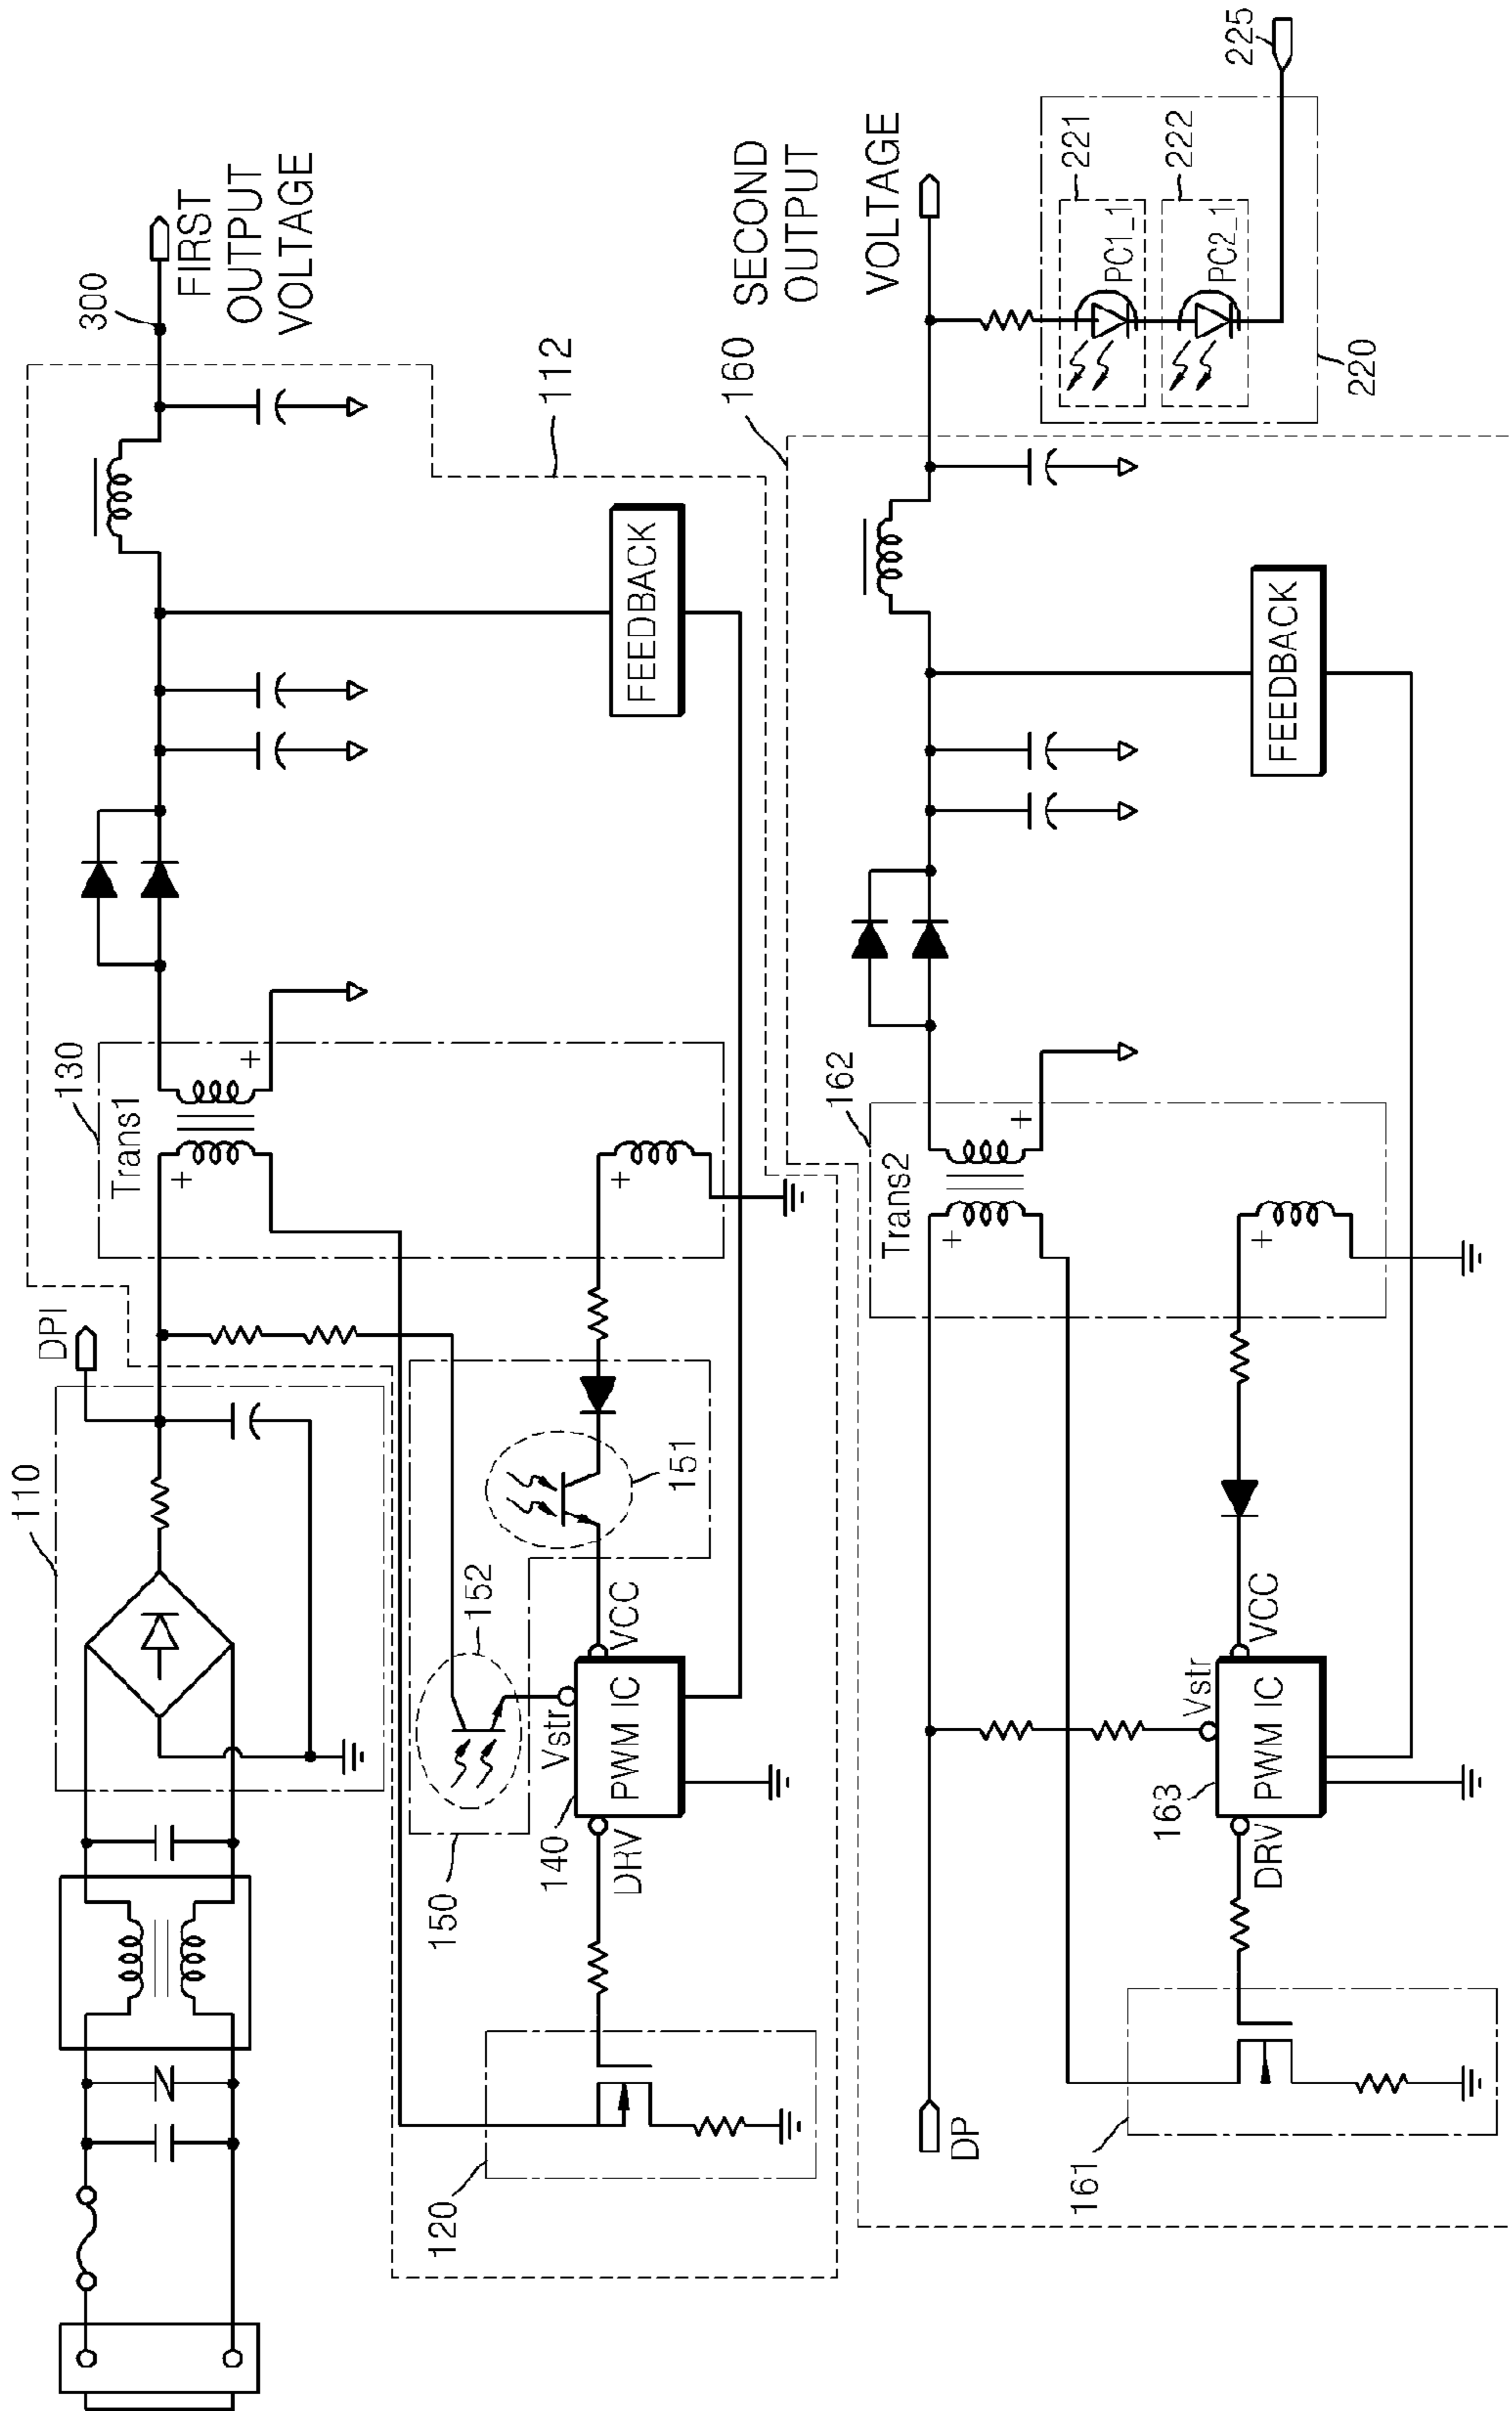 110
DPI
130
Trans1
300
FIRST
OUTPUT
VOLTAGE
112
150
152
151
140
Vstr
VCC
PWM IC
DRV
120
FEEDBACK
160
SECOND
OUTPUT
VOLTAGE
DP
162
Trans2
163
Vstr
VCC
PWM IC
DRV
161
FEEDBACK
221
PC1_1
222
PC2_1
220
225